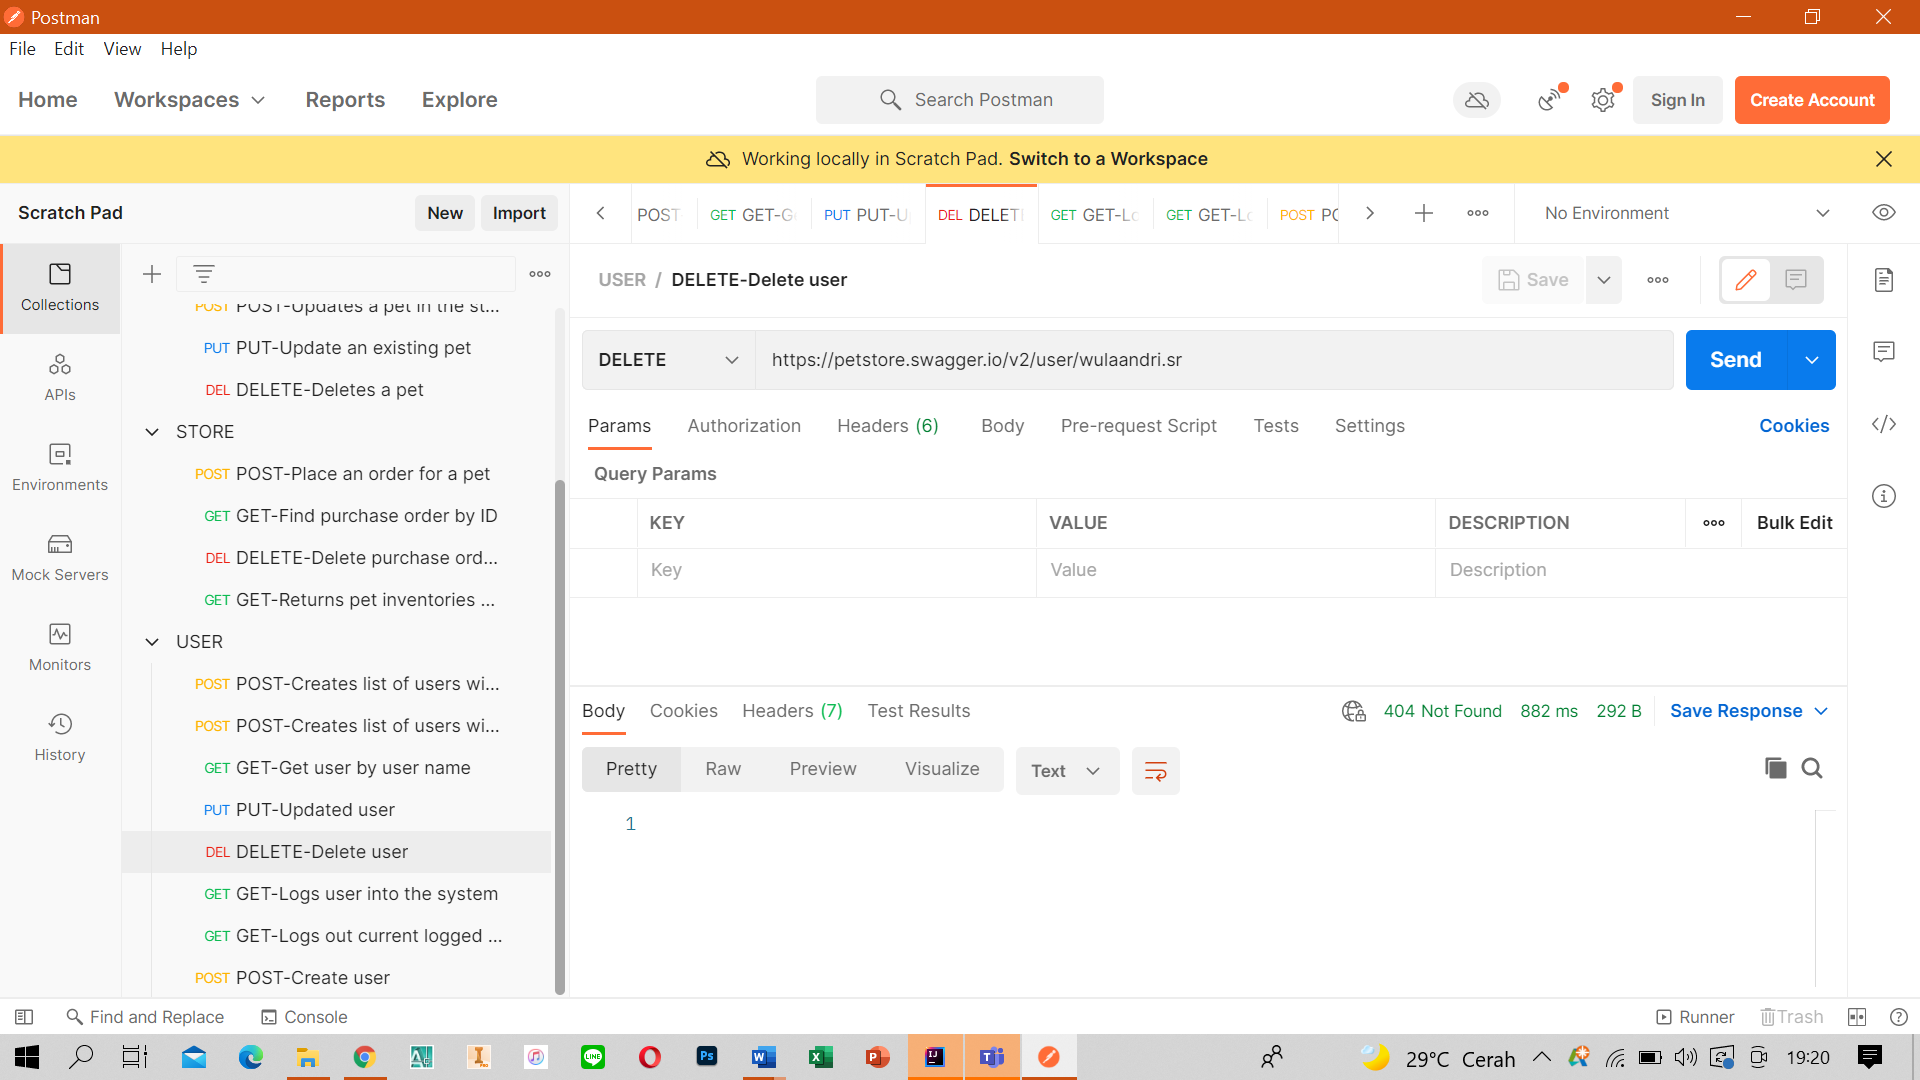 Postman
File Edit View Help
Home Workspaces Reports Explore
Search Postman
Sign In
Create Account
Working locally in Scratch Pad. Switch to a Workspace
Scratch Pad
New
Import
POST
GET GET-G
PUT PUT-U
DEL DELET
GET GET-Lo
GET GET-Lo
POST PO
No Environment
Collections
APIs
Environments
Mock Servers
Monitors
History
POST POST-Updates a pet in the st...
PUT PUT-Update an existing pet
DEL DELETE-Deletes a pet
STORE
POST POST-Place an order for a pet
GET GET-Find purchase order by ID
DEL DELETE-Delete purchase ord...
GET GET-Returns pet inventories ...
USER
POST POST-Creates list of users wi...
POST POST-Creates list of users wi...
GET GET-Get user by user name
PUT PUT-Updated user
DEL DELETE-Delete user
GET GET-Logs user into the system
GET GET-Logs out current logged ...
POST POST-Create user
USER / DELETE-Delete user
Save
DELETE
https://petstore.swagger.io/v2/user/wulaandri.sr
Send
Params Authorization Headers (6) Body Pre-request Script Tests Settings
Cookies
Query Params
KEY VALUE DESCRIPTION
Bulk Edit
Key Value Description
Body Cookies Headers (7) Test Results
404 Not Found 882 ms 292 B
Save Response
Pretty Raw Preview Visualize
Text
1
Find and Replace
Console
Runner
Trash
29°C Cerah
19:20